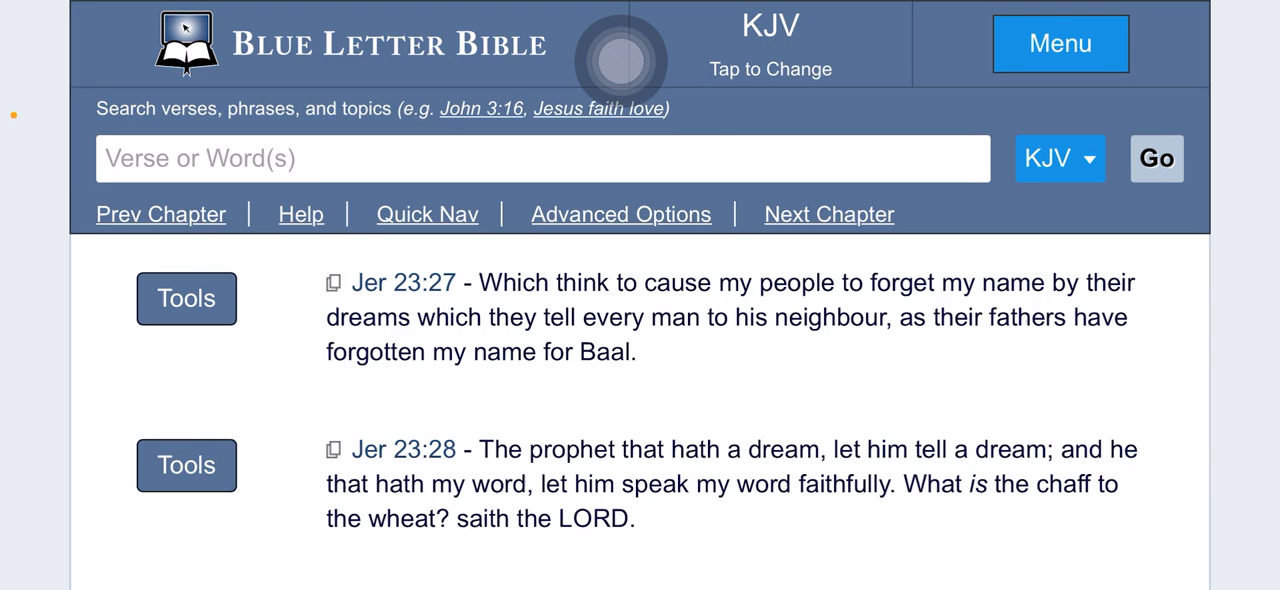 BLUE LETTER BIBLE
KJV
Tap to Change
Menu
Search verses, phrases, and topics (e.g. John 3:16, Jesus faith love)
Verse or Word(s)
KJV
Go
Prev Chapter | Help | Quick Nav | Advanced Options | Next Chapter
Tools
Jer 23:27 - Which think to cause my people to forget my name by their
dreams which they tell every man to his neighbour, as their fathers have
forgotten my name for Baal.
Tools
Jer 23:28 - The prophet that hath a dream, let him tell a dream; and he
that hath my word, let him speak my word faithfully. What is the chaff to
the wheat? saith the LORD.